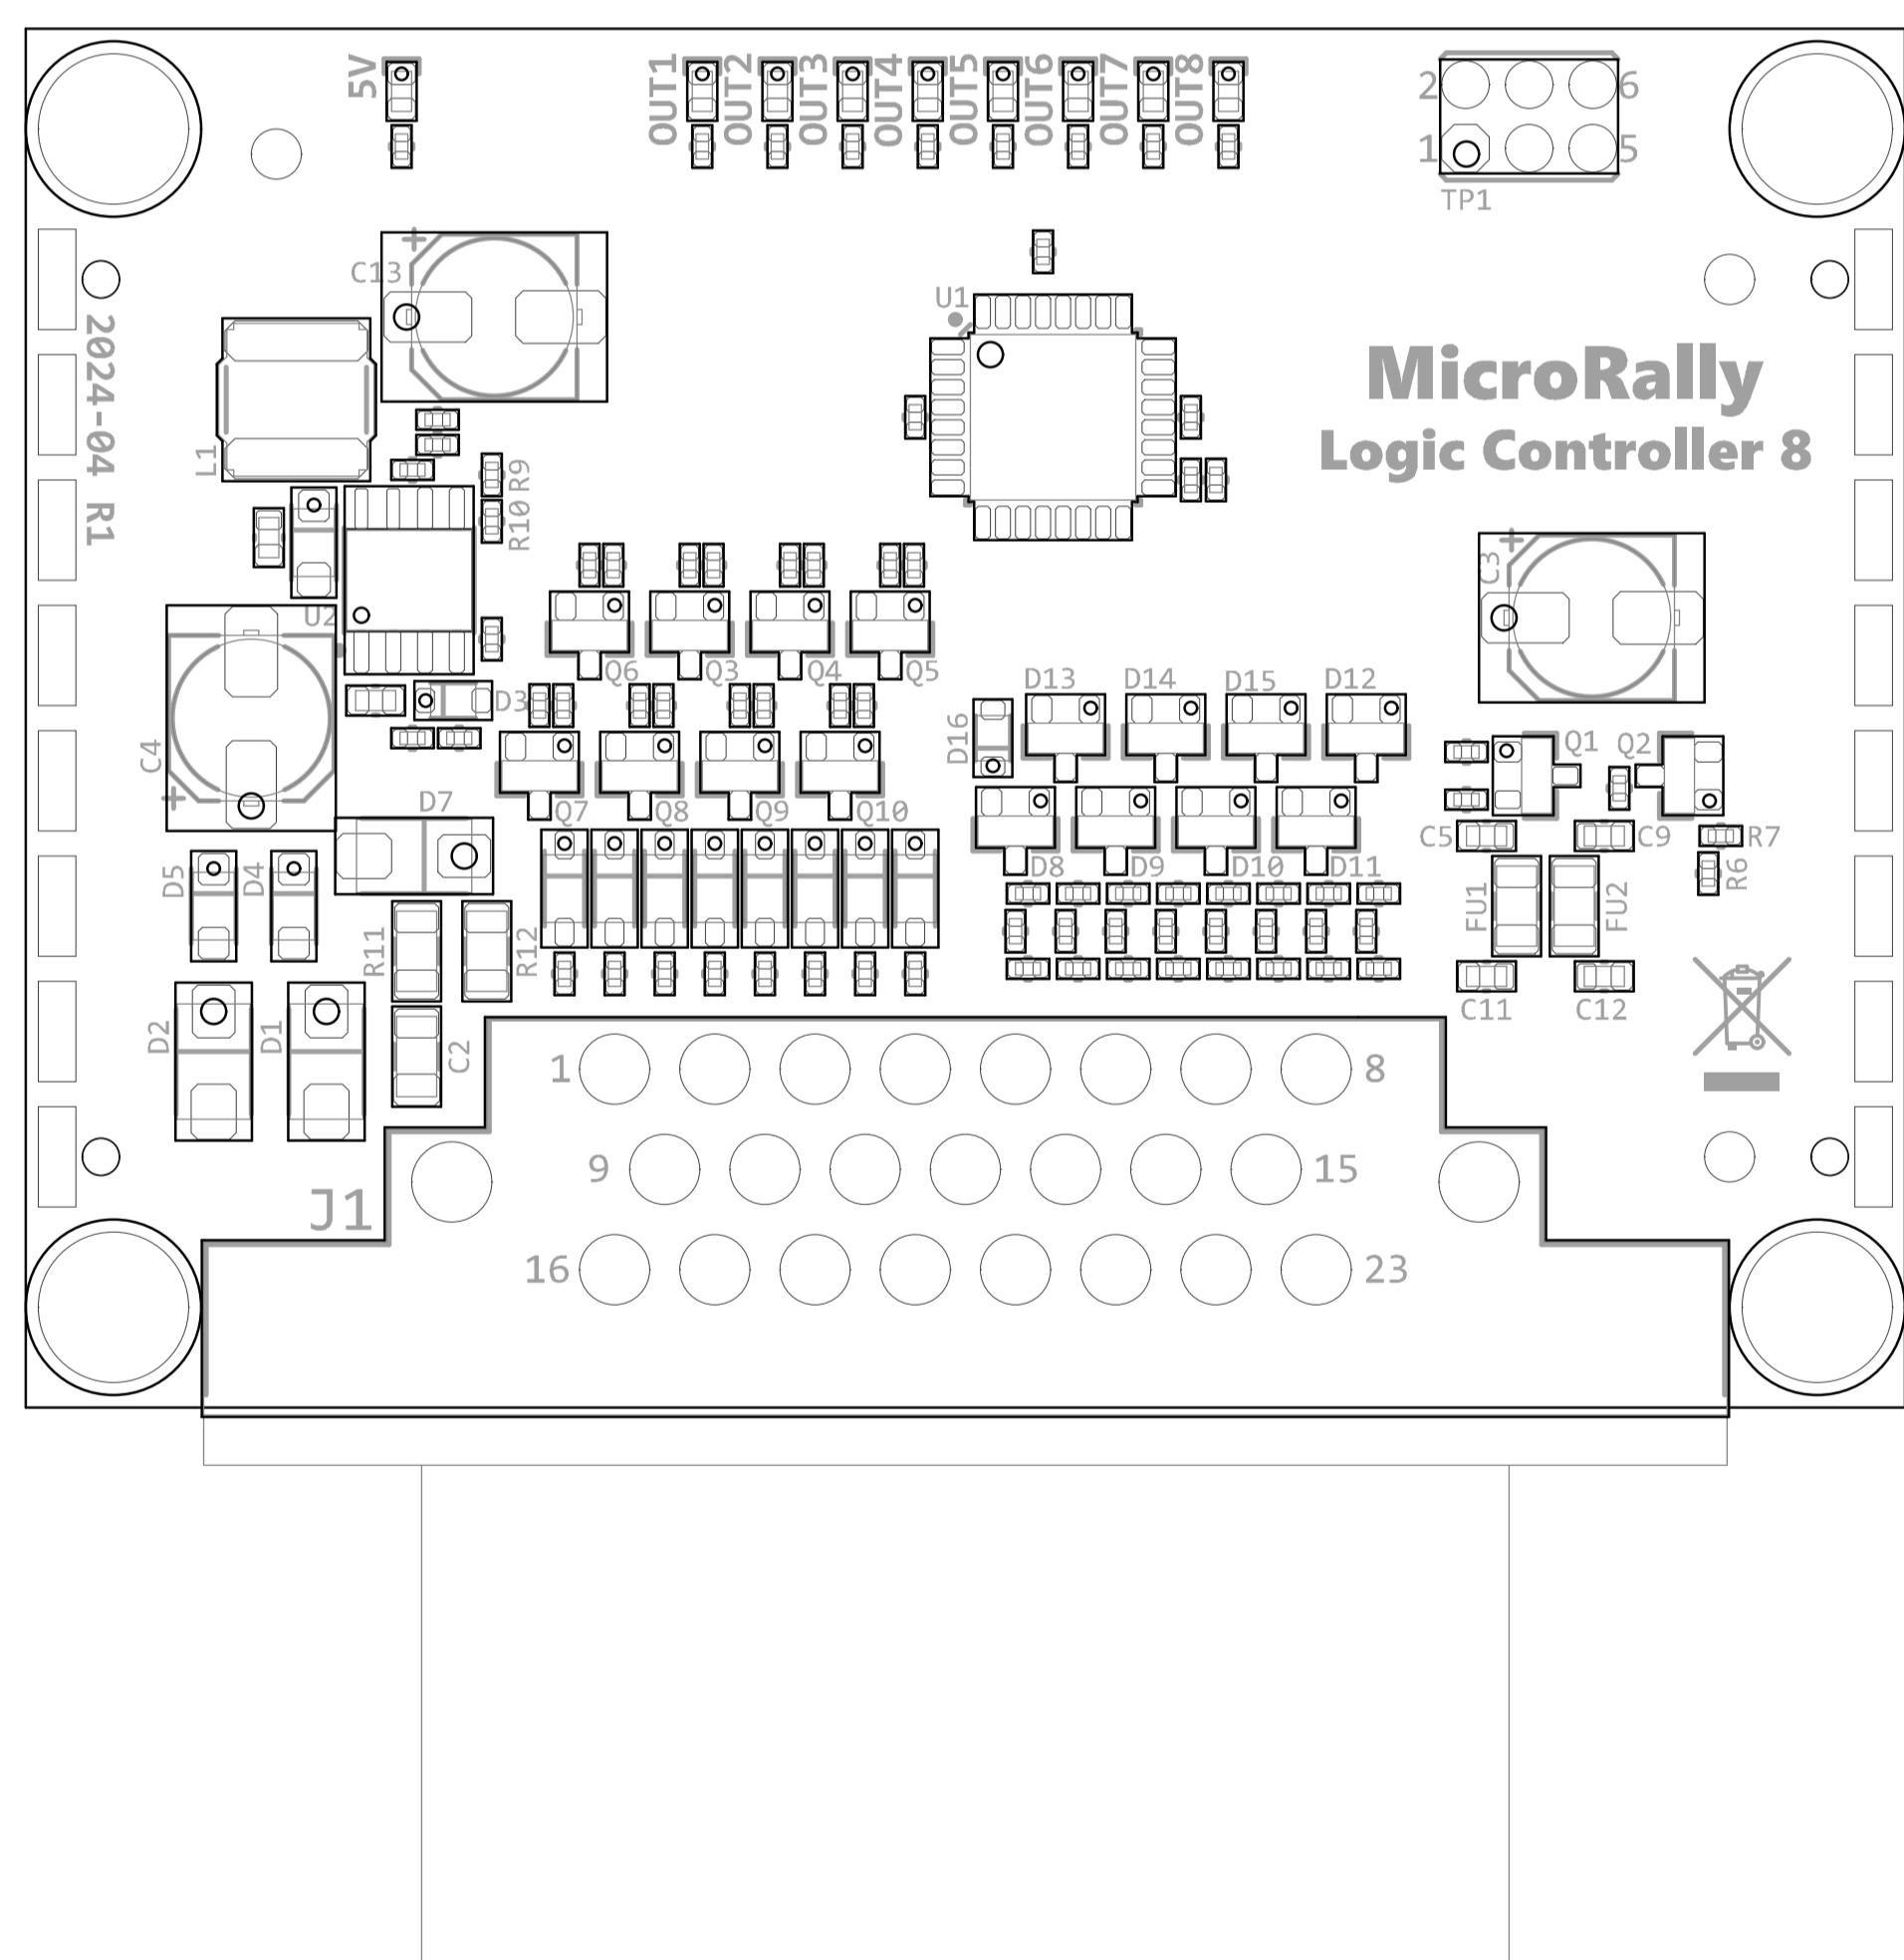 5V
OUT1
OUT2
OUT3
OUT4
OUT5
OUT6
OUT7
OUT8
2
6
1
5
TP1
+
C13
U1
2024-04 R1
MicroRally
Logic Controller 8
L1
R9
R10
+
C3
U2
Q6
Q3
Q4
Q5
D13
D14
D15
D12
D3
D16
C4
+
Q1
Q2
D7
Q7
Q8
Q9
Q10
C5
C9
R7
D5
D4
D8
D9
D10
D11
R6
FU1
FU2
R11
R12
C11
C12
D2
D1
C2
1
8
9
15
J1
16
23